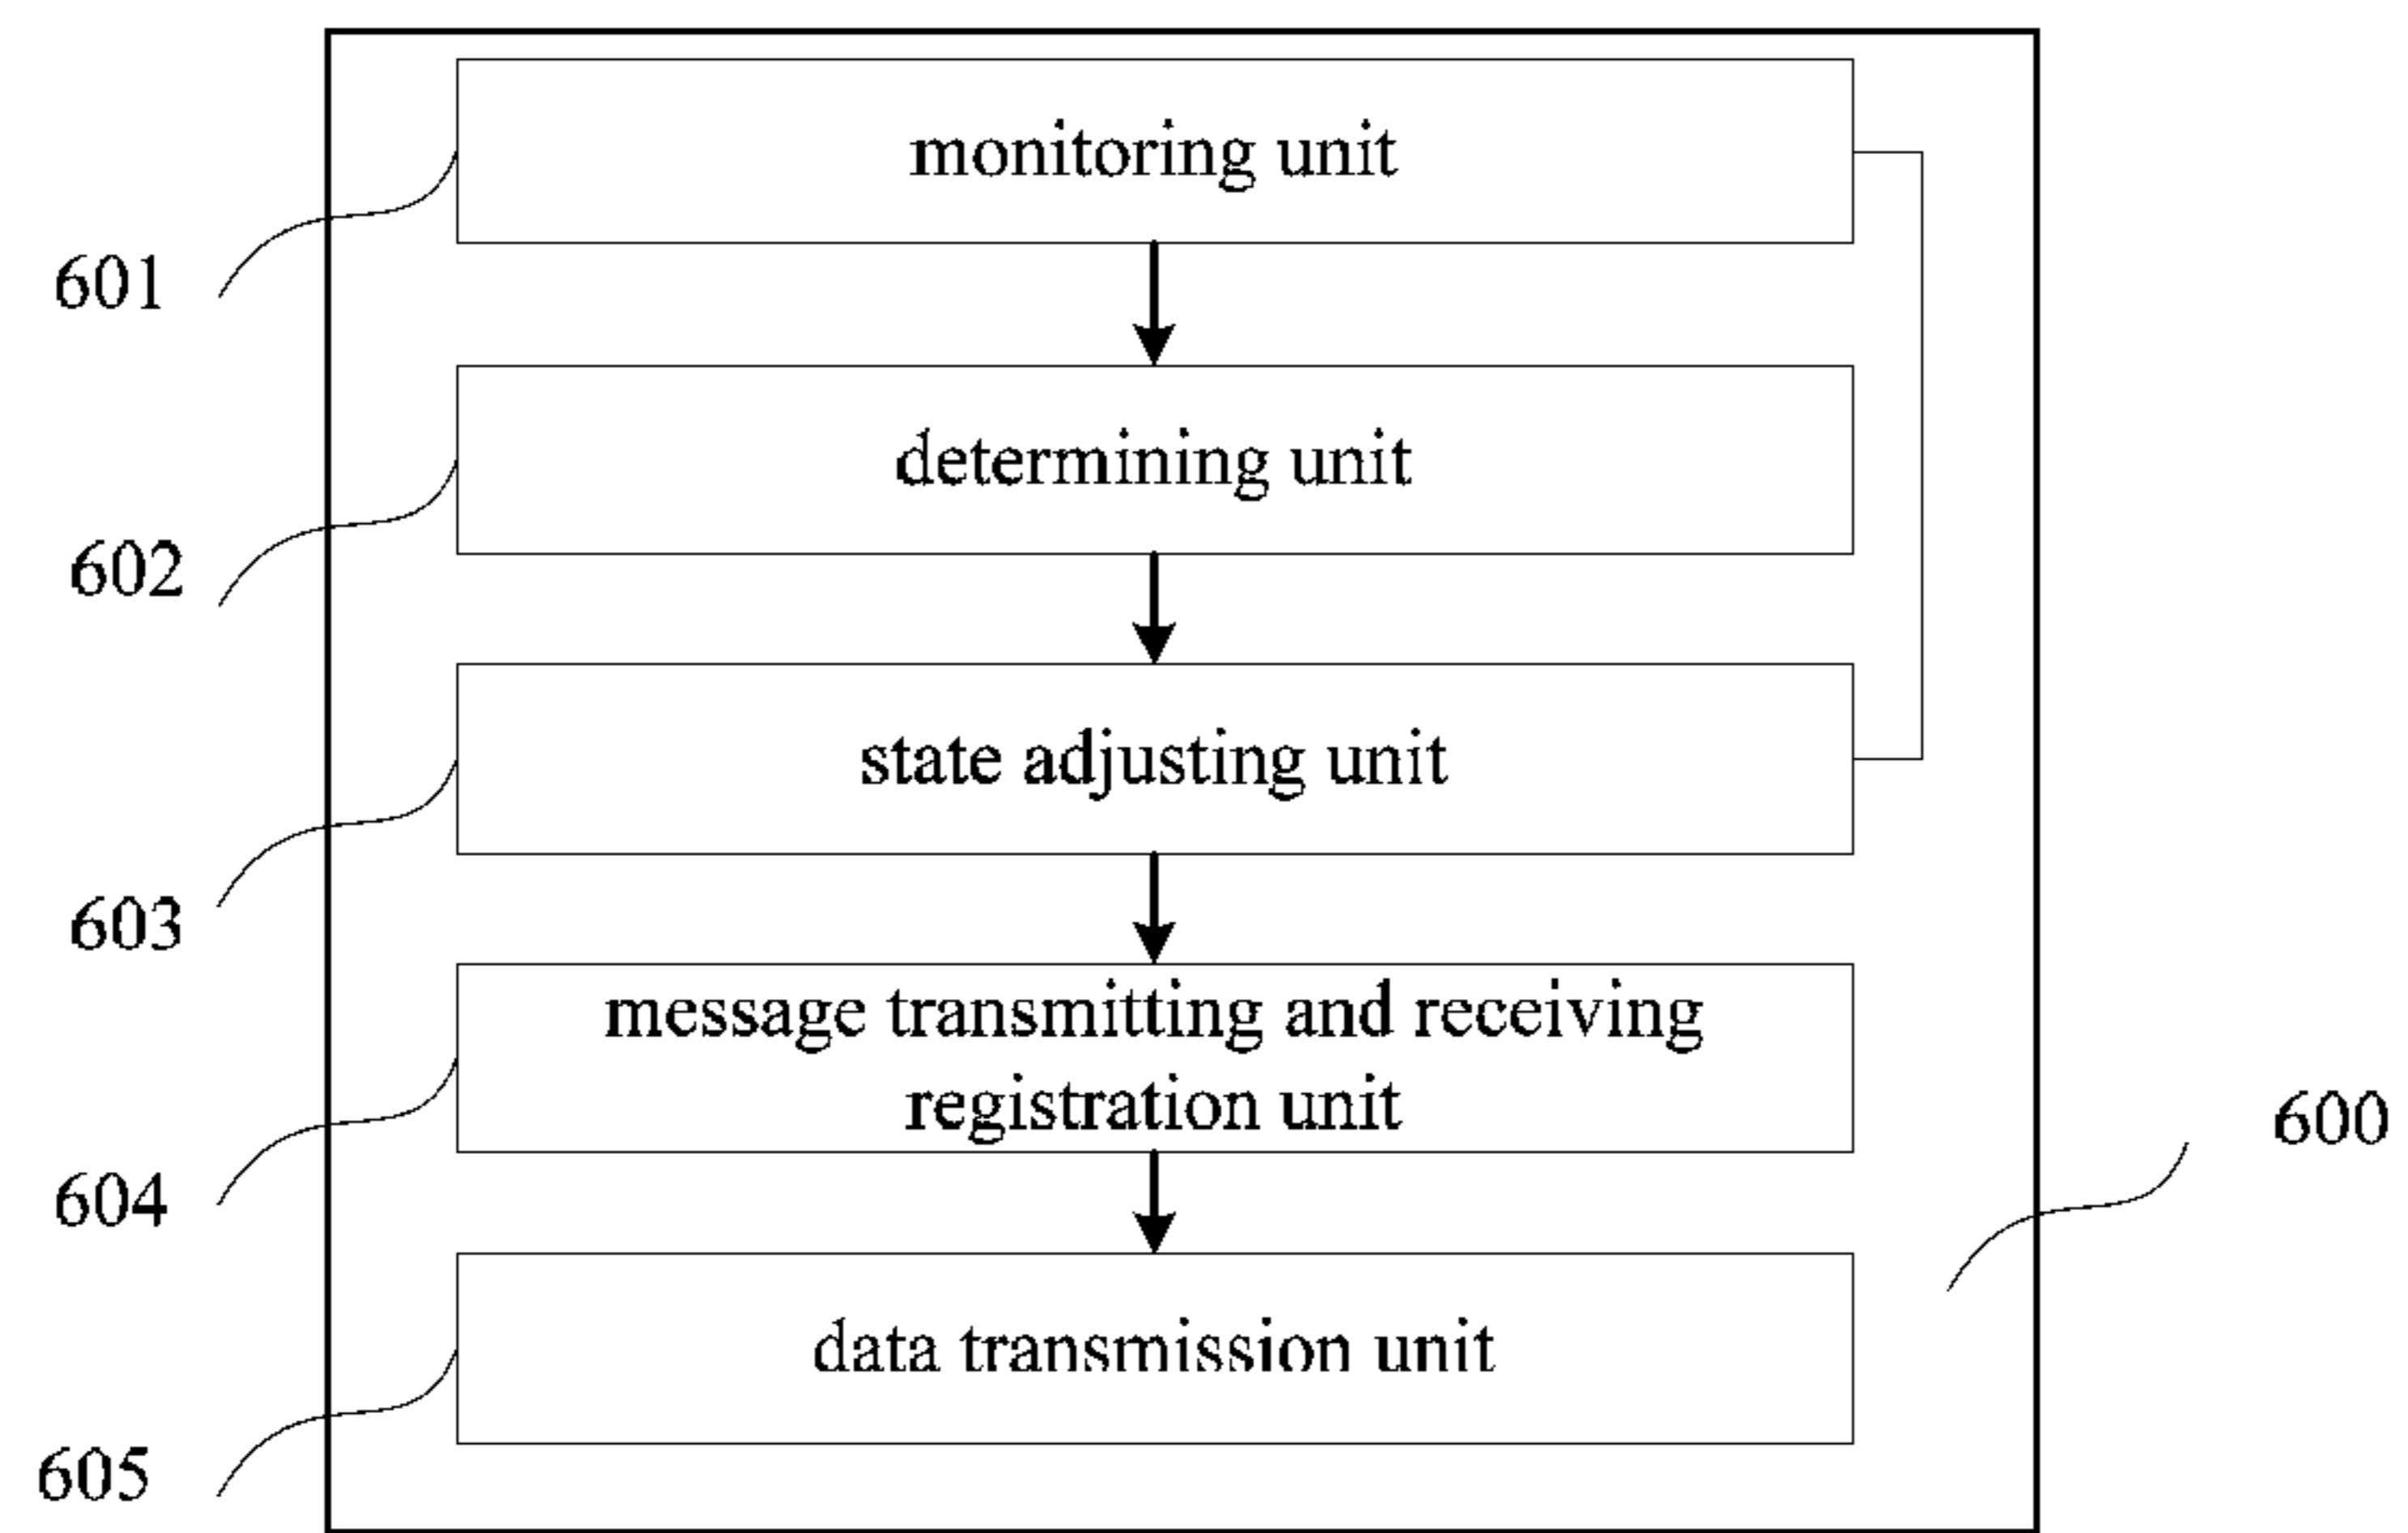 monitoring unit
601
determining unit
602
state adjusting unit
603
message transmitting and receiving
registration unit
600
604
data transmission unit
605